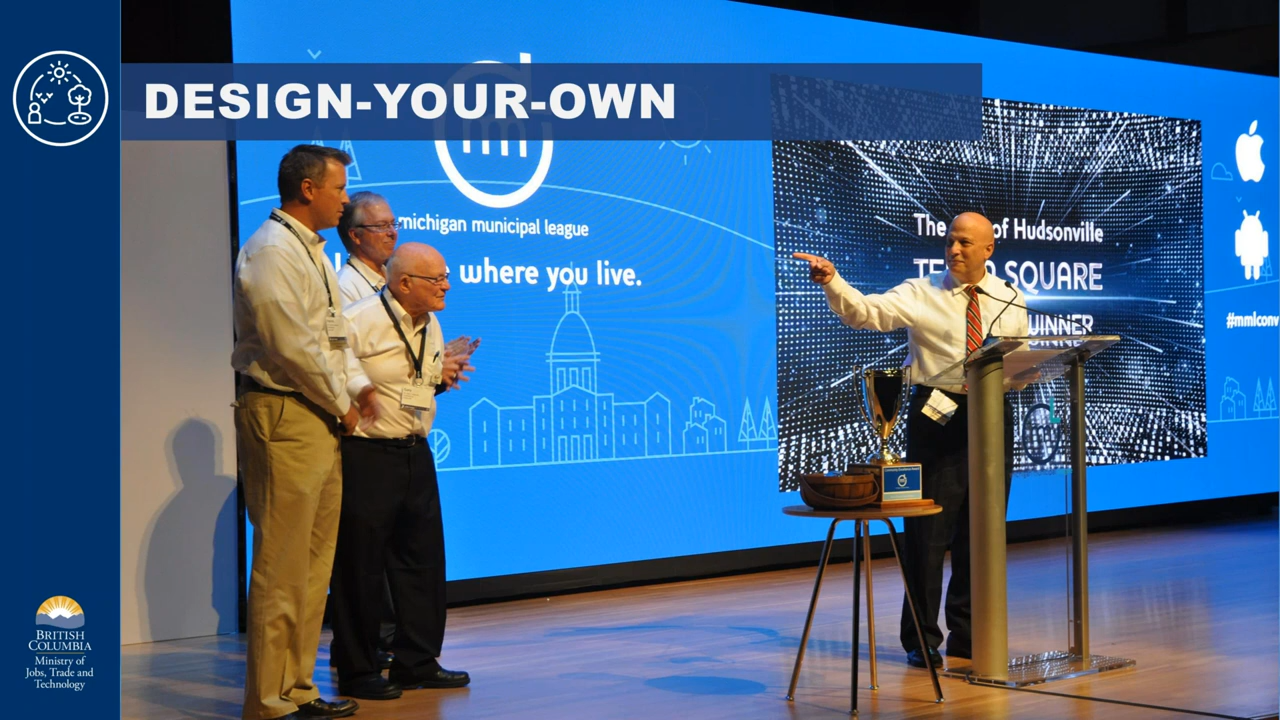 DESIGN-YOUR-OWN
michigan municipal league
where you live.
The of Hudsonville
SQUARE
WINNER
#mmlconv
BRITISH
COLUMBIA
Ministry of
Jobs, Trade and
Technology